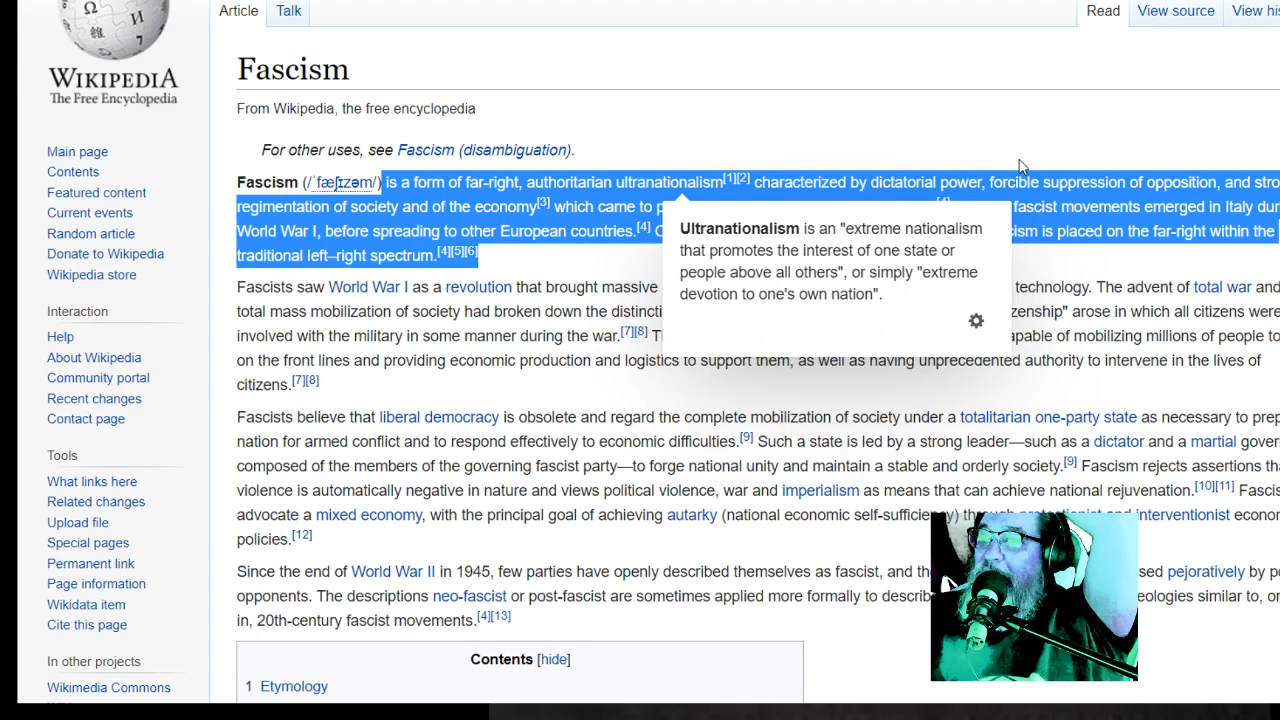 Article Talk Read View source View his
WIKIPEDIA
The Free Encyclopedia
Main page
Contents
Featured content
Current events
Random article
Donate to Wikipedia
Wikipedia store
Interaction
Help
About Wikipedia
Community portal
Recent changes
Contact page
Tools
What links here
Related changes
Upload file
Special pages
Permanent link
Page information
Wikidata item
Cite this page
In other projects
Wikimedia Commons
Fascism
From Wikipedia, the free encyclopedia
For other uses, see Fascism (disambiguation).
Fascism (/ˈfæʃɪzəm/) is a form of far-right, authoritarian ultranationalism[1][2] characterized by dictatorial power, forcible suppression of opposition, and stro
regimentation of society and of the economy[3] which came to p [4] fascist movements emerged in Italy dur
World War I, before spreading to other European countries.[4] O cism is placed on the far-right within the
traditional left–right spectrum.[4][5][6]
Ultranationalism is an "extreme nationalism
that promotes the interest of one state or
people above all others", or simply "extreme
devotion to one's own nation".
Fascists saw World War I as a revolution that brought massive technology. The advent of total war and
total mass mobilization of society had broken down the distincti zenship" arose in which all citizens were
involved with the military in some manner during the war.[7][8] T apable of mobilizing millions of people to
on the front lines and providing economic production and logistics to support them, as well as having unprecedented authority to intervene in the lives of
citizens.[7][8]
Fascists believe that liberal democracy is obsolete and regard the complete mobilization of society under a totalitarian one-party state as necessary to prep
nation for armed conflict and to respond effectively to economic difficulties.[9] Such a state is led by a strong leader—such as a dictator and a martial gover
composed of the members of the governing fascist party—to forge national unity and maintain a stable and orderly society.[9] Fascism rejects assertions tha
violence is automatically negative in nature and views political violence, war and imperialism as means that can achieve national rejuvenation.[10][11] Fascis
advocate a mixed economy, with the principal goal of achieving autarky (national economic self-sufficiency) through protectionist and interventionist econo
policies.[12]
Since the end of World War II in 1945, few parties have openly described themselves as fascist, and the sed pejoratively by po
opponents. The descriptions neo-fascist or post-fascist are sometimes applied more formally to describ eologies similar to, or
in, 20th-century fascist movements.[4][13]
Contents [hide]
1 Etymology